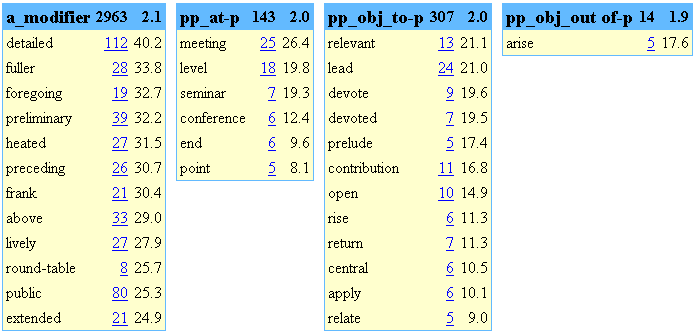 a_modifier 2963 2.1
detailed 112 40.2
fuller 28 33.8
foregoing 19 32.7
preliminary 39 32.2
heated 27 31.5
preceding 26 30.7
frank 21 30.4
above 33 29.0
lively 27 27.9
round-table 8 25.7
public 80 25.3
extended 21 24.9
pp_at-p 143 2.0
meeting 25 26.4
level 18 19.8
seminar 7 19.3
conference 6 12.4
end 6 9.6
point 5 8.1
pp_obj_to-p 307 2.0
relevant 13 21.1
lead 24 21.0
devote 9 19.6
devoted 7 19.5
prelude 5 17.4
contribution 11 16.8
open 10 14.9
rise 6 11.3
return 7 11.3
central 6 10.5
apply 6 10.1
relate 5 9.0
pp_obj_out of-p 14 1.9
arise 5 17.6